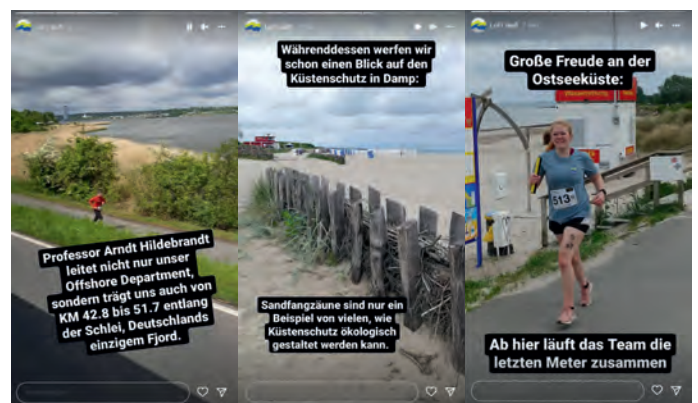 Professor Arndt Hildebrandt
leitet nicht nur unser
Offshore Department,
sondern trägt uns auch von
KM 42.8 bis 51.7 entlang
der Schlei, Deutschlands
einzigem Fjord.
Währenddessen werfen wir
schon einen Blick auf den
Küstenschutz in Damp:
Sandfangzäune sind nur ein
Beispiel von vielen, wie
Küstenschutz ökologisch
gestaltet werden kann.
Große Freude an der
Ostseeküste:
513
Ab hier läuft das Team die
letzten Meter zusammen